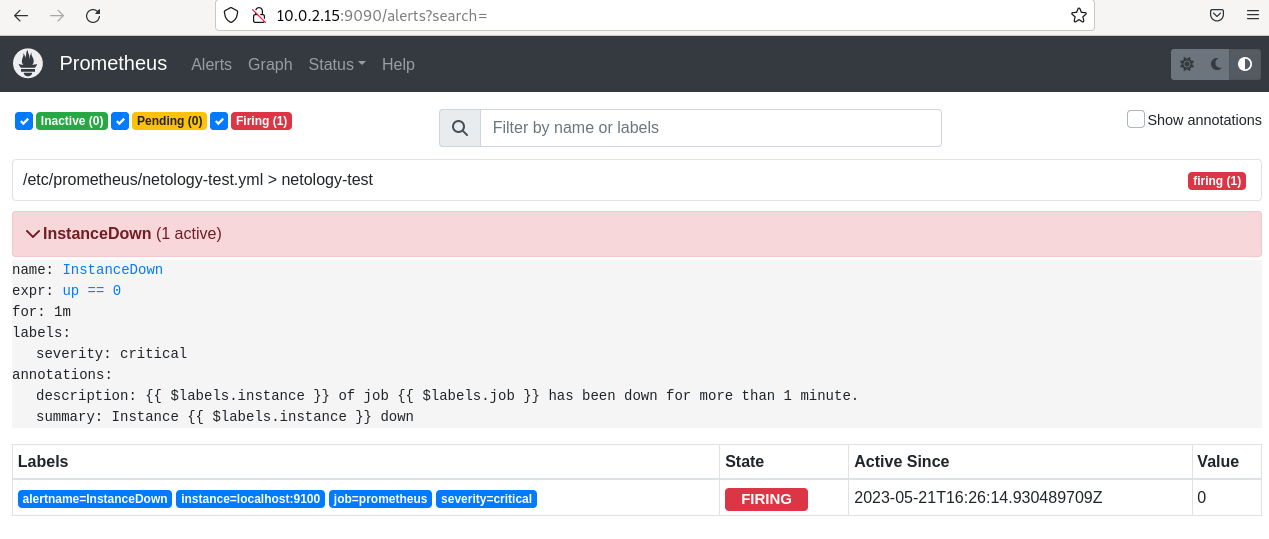 10.0.2.15:9090/alerts?search=
Prometheus Alerts Graph Status Help
Inactive (0) Pending (0) Firing (1) Filter by name or labels Show annotations
/etc/prometheus/netology-test.yml > netology-test firing (1)
InstanceDown (1 active)
name: InstanceDown
expr: up == 0
for: 1m
labels:
severity: critical
annotations:
description: {{ $labels.instance }} of job {{ $labels.job }} has been down for more than 1 minute.
summary: Instance {{ $labels.instance }} down
Labels State Active Since Value
alertname=InstanceDown instance=localhost:9100 job=prometheus severity=critical FIRING 2023-05-21T16:26:14.930489709Z 0